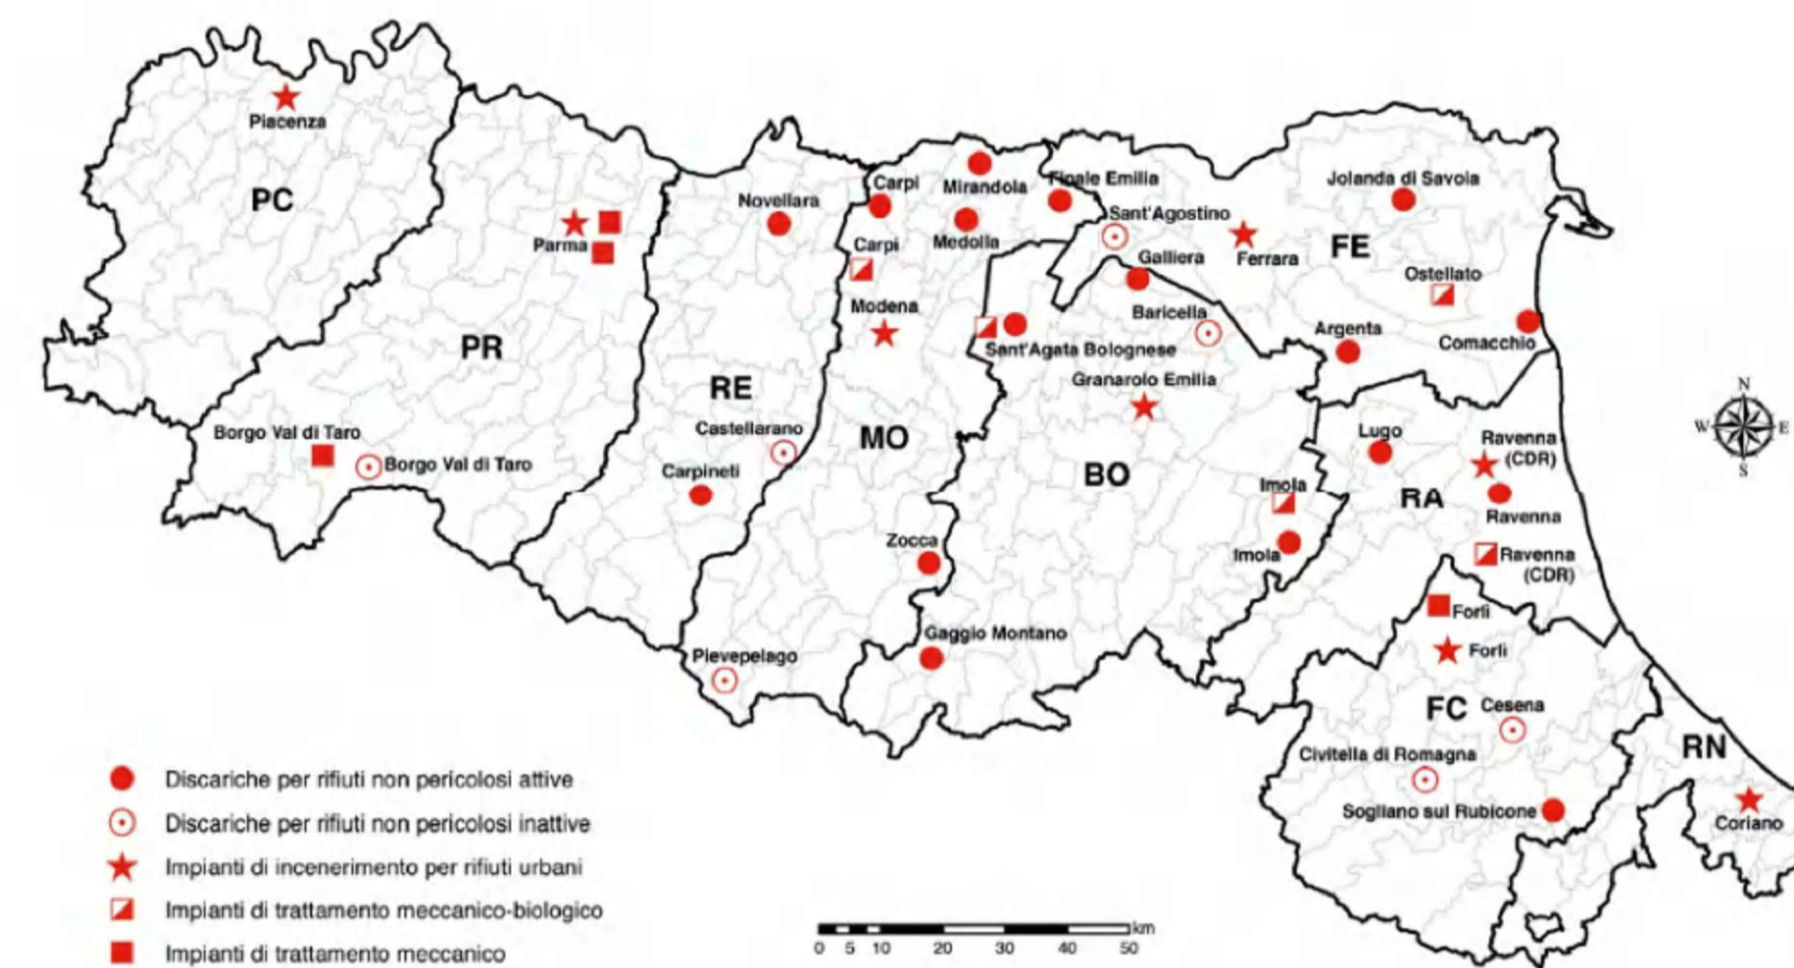 Piacenza
PC
Parma
PR
Borgo Val di Taro
Borgo Val di Taro
Novellara
RE
Castellarano
Carpineti
Carpi
Mirandola
Finale Emilia
Medolla
Carpi
Modena
MO
Zocca
Pievepelago
Sant'Agostino
Galliera
Baricella
Sant'Agata Bolognese
Granarolo Emilia
BO
Imola
Imola
Gaggio Montano
Jolanda di Savoia
Ferrara
FE
Ostellato
Argenta
Comacchio
Lugo
Ravenna
(CDR)
RA
Ravenna
Ravenna
(CDR)
Forlì
Forlì
FC
Cesena
Civitella di Romagna
Sogliano sul Rubicone
RN
Coriano
N
W
E
S
Discariche per rifiuti non pericolosi attive
Discariche per rifiuti non pericolosi inattive
Impianti di incenerimento per rifiuti urbani
Impianti di trattamento meccanico-biologico
Impianti di trattamento meccanico
km
0 5 10 20 30 40 50